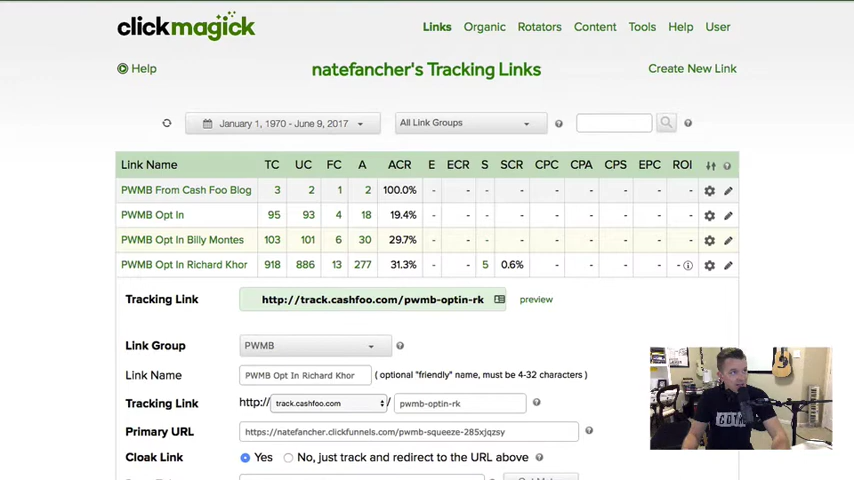 clickmagick
Links Organic Rotators Content Tools Help User
Help
natefancher's Tracking Links
Create New Link
January 1, 1970 - June 9, 2017
All Link Groups
Link Name TC UC FC A ACR E ECR S SCR CPC CPA CPS EPC ROI
PWMB From Cash Foo Blog 3 2 1 2 100.0% - - - - - - - - -
PWMB Opt In 95 93 4 18 19.4% - - - - - - - - -
PWMB Opt In Billy Montes 103 101 6 30 29.7% - - - - - - - - -
PWMB Opt In Richard Khor 918 886 13 277 31.3% - - 5 0.6% - - - - -
Tracking Link http://track.cashfoo.com/pwmb-optin-rk preview
Link Group PWMB
Link Name PWMB Opt In Richard Khor ( optional "friendly" name, must be 4-32 characters )
Tracking Link http:// track.cashfoo.com / pwmb-optin-rk
Primary URL https://natefancher.clickfunnels.com/pwmb-squeeze-285xjqzsy
Cloak Link Yes No, just track and redirect to the URL above